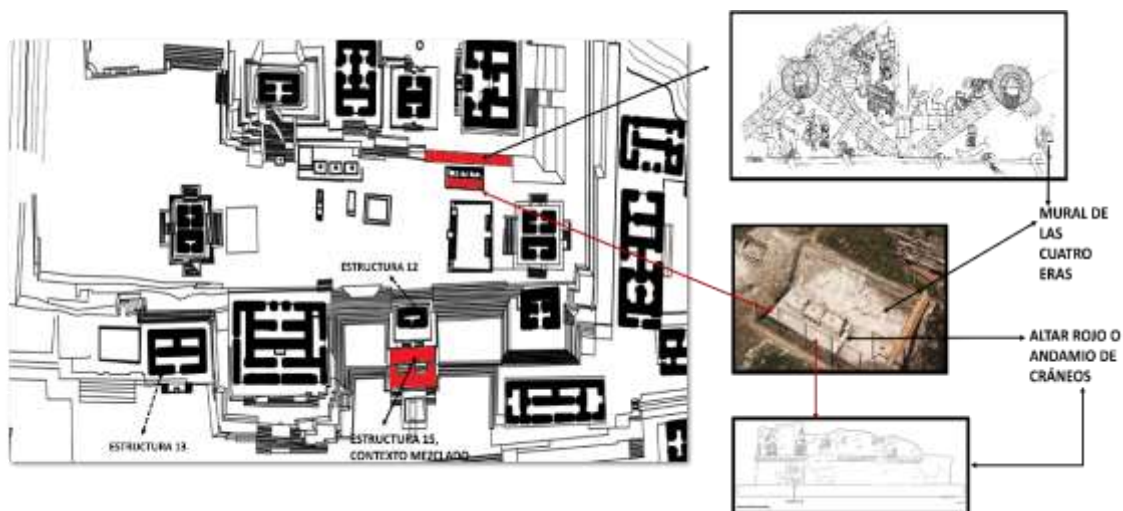 ESTRUCTURA 12
ESTRUCTURA 13
ESTRUCTURA 15,
CONTEXTO MEZCLADO
MURAL DE
LAS
CUATRO
ERAS
ALTAR ROJO O
ANDAMIO DE
CRÁNEOS